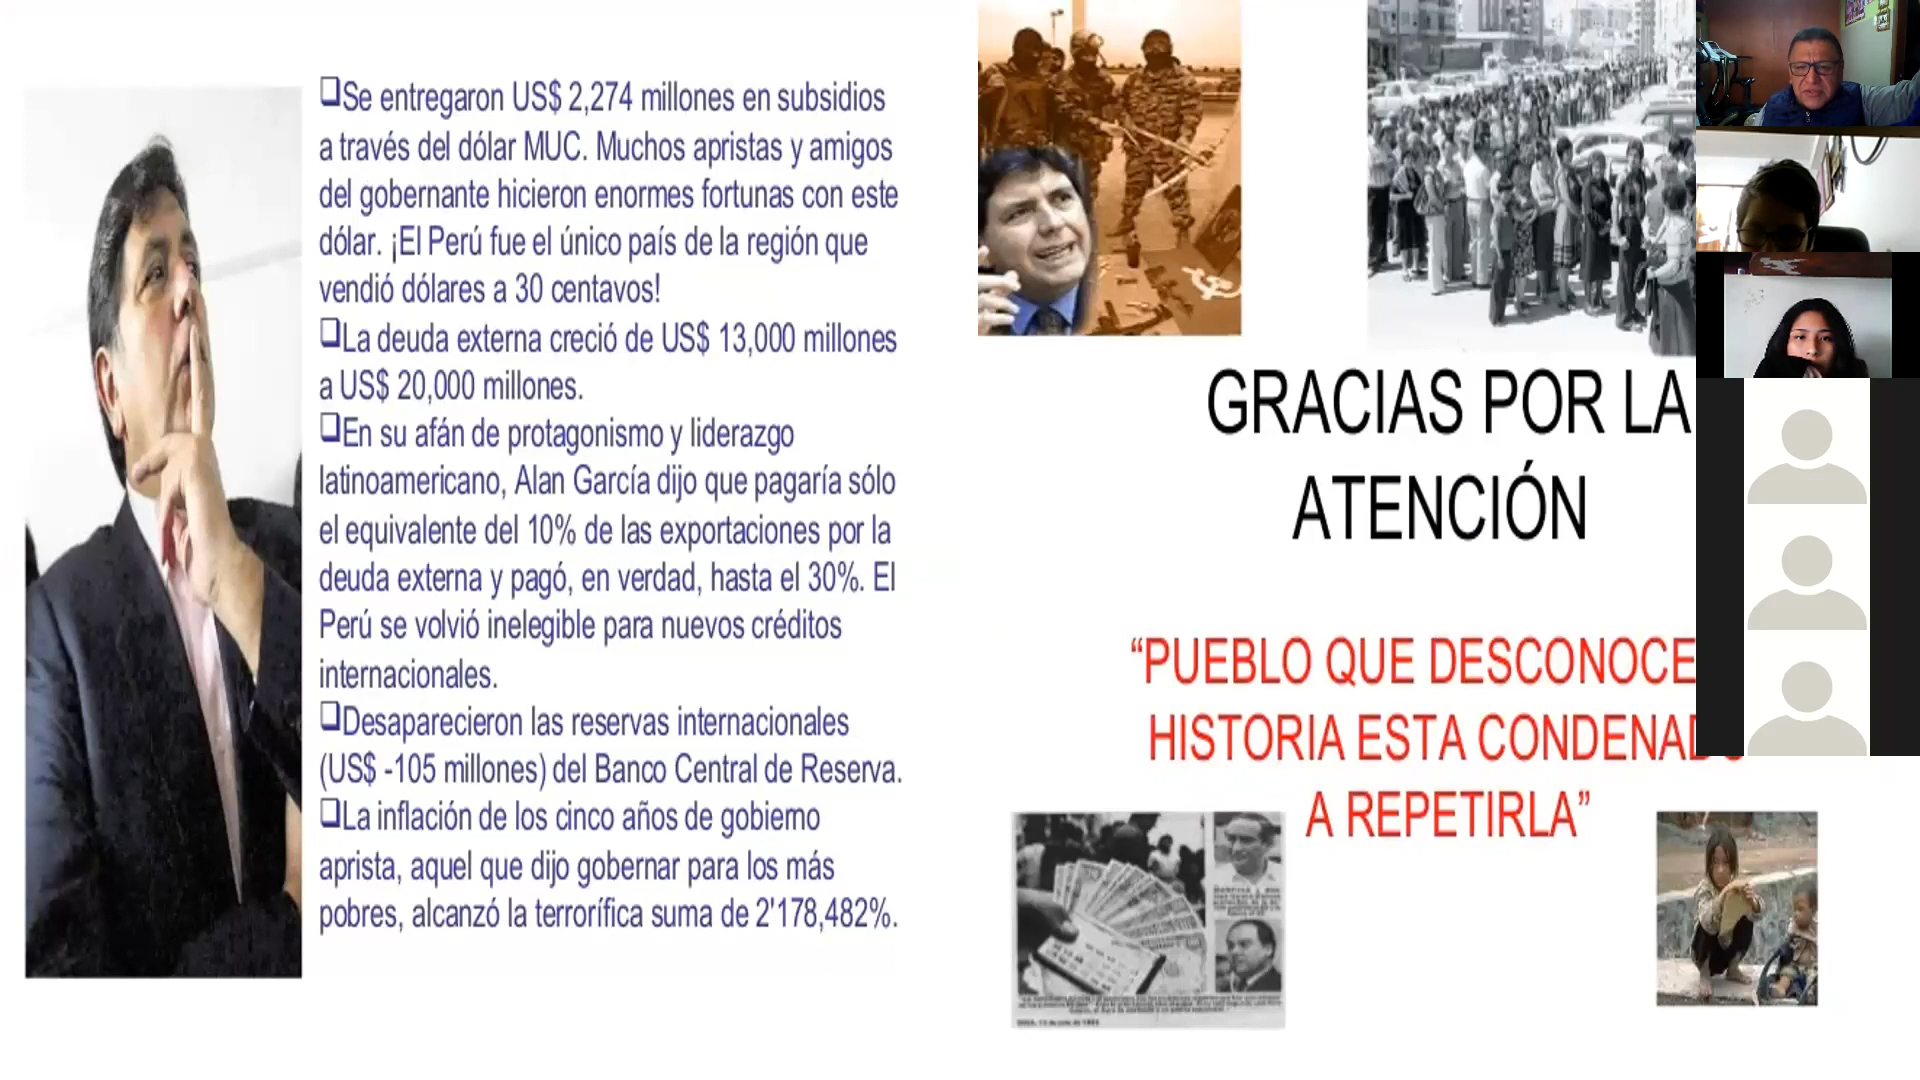 ❑Se entregaron US$ 2,274 millones en subsidios
a través del dólar MUC. Muchos apristas y amigos
del gobernante hicieron enormes fortunas con este
dólar. ¡El Perú fue el único país de la región que
vendió dólares a 30 centavos!
❑La deuda externa creció de US$ 13,000 millones
a US$ 20,000 millones.
❑En su afán de protagonismo y liderazgo
latinoamericano, Alan García dijo que pagaría sólo
el equivalente del 10% de las exportaciones por la
deuda externa y pagó, en verdad, hasta el 30%. El
Perú se volvió inelegible para nuevos créditos
internacionales.
❑Desaparecieron las reservas internacionales
(US$ -105 millones) del Banco Central de Reserva.
❑La inflación de los cinco años de gobierno
aprista, aquel que dijo gobernar para los más
pobres, alcanzó la terrorífica suma de 2'178,482%.
GRACIAS POR LA
ATENCIÓN
“PUEBLO QUE DESCONOCE
HISTORIA ESTA CONDENADO
A REPETIRLA”